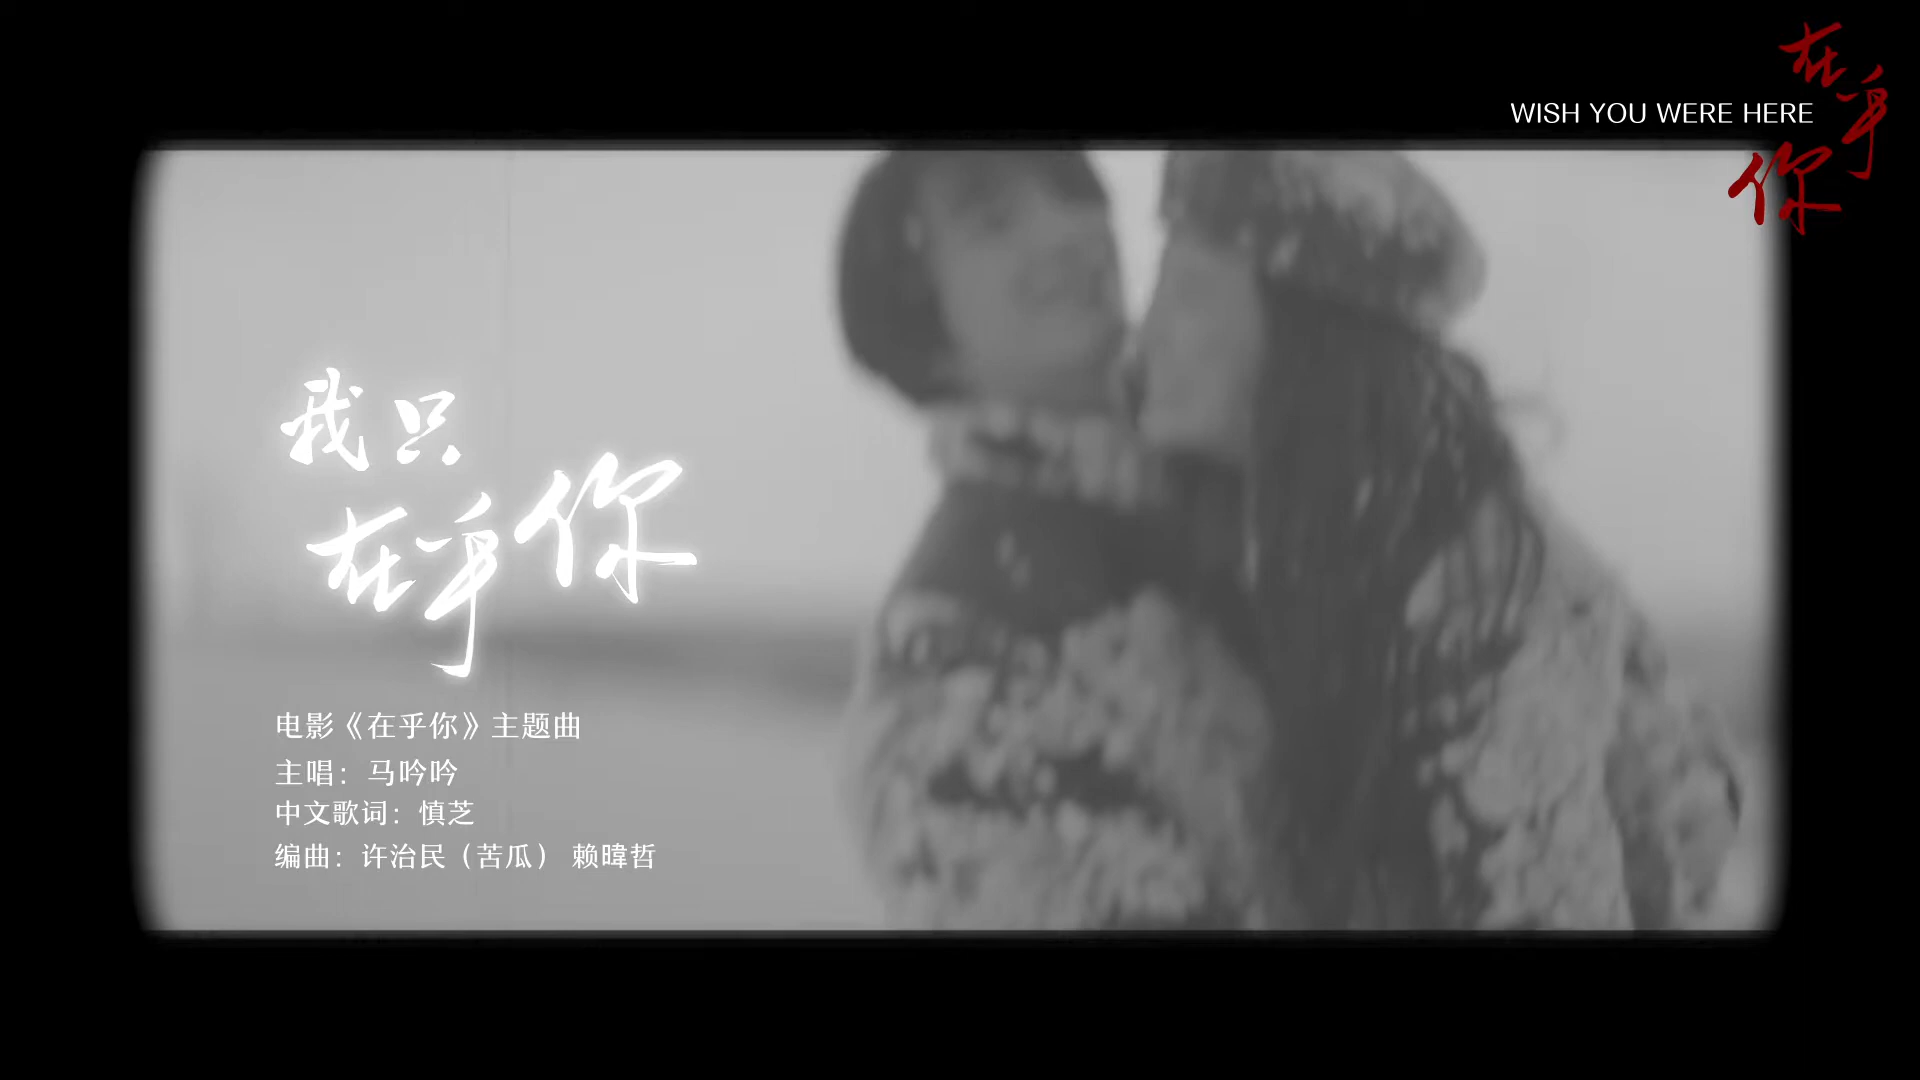 在乎你
WISH YOU WERE HERE
我只
在乎你
电影《在乎你》主题曲
主唱：马吟吟
中文歌词：慎芝
编曲：许治民（苦瓜） 赖暐哲